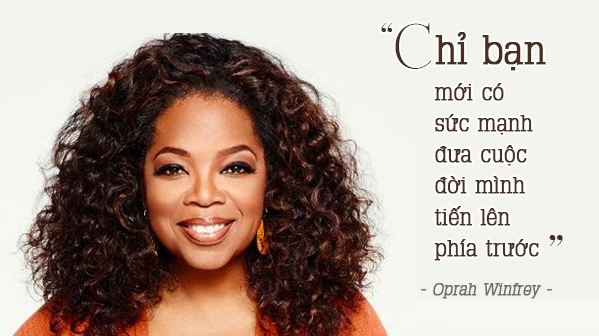 “Chỉ bạn
mới có
sức mạnh
đưa cuộc
đời mình
tiến lên
phía trước”
- Oprah Winfrey -